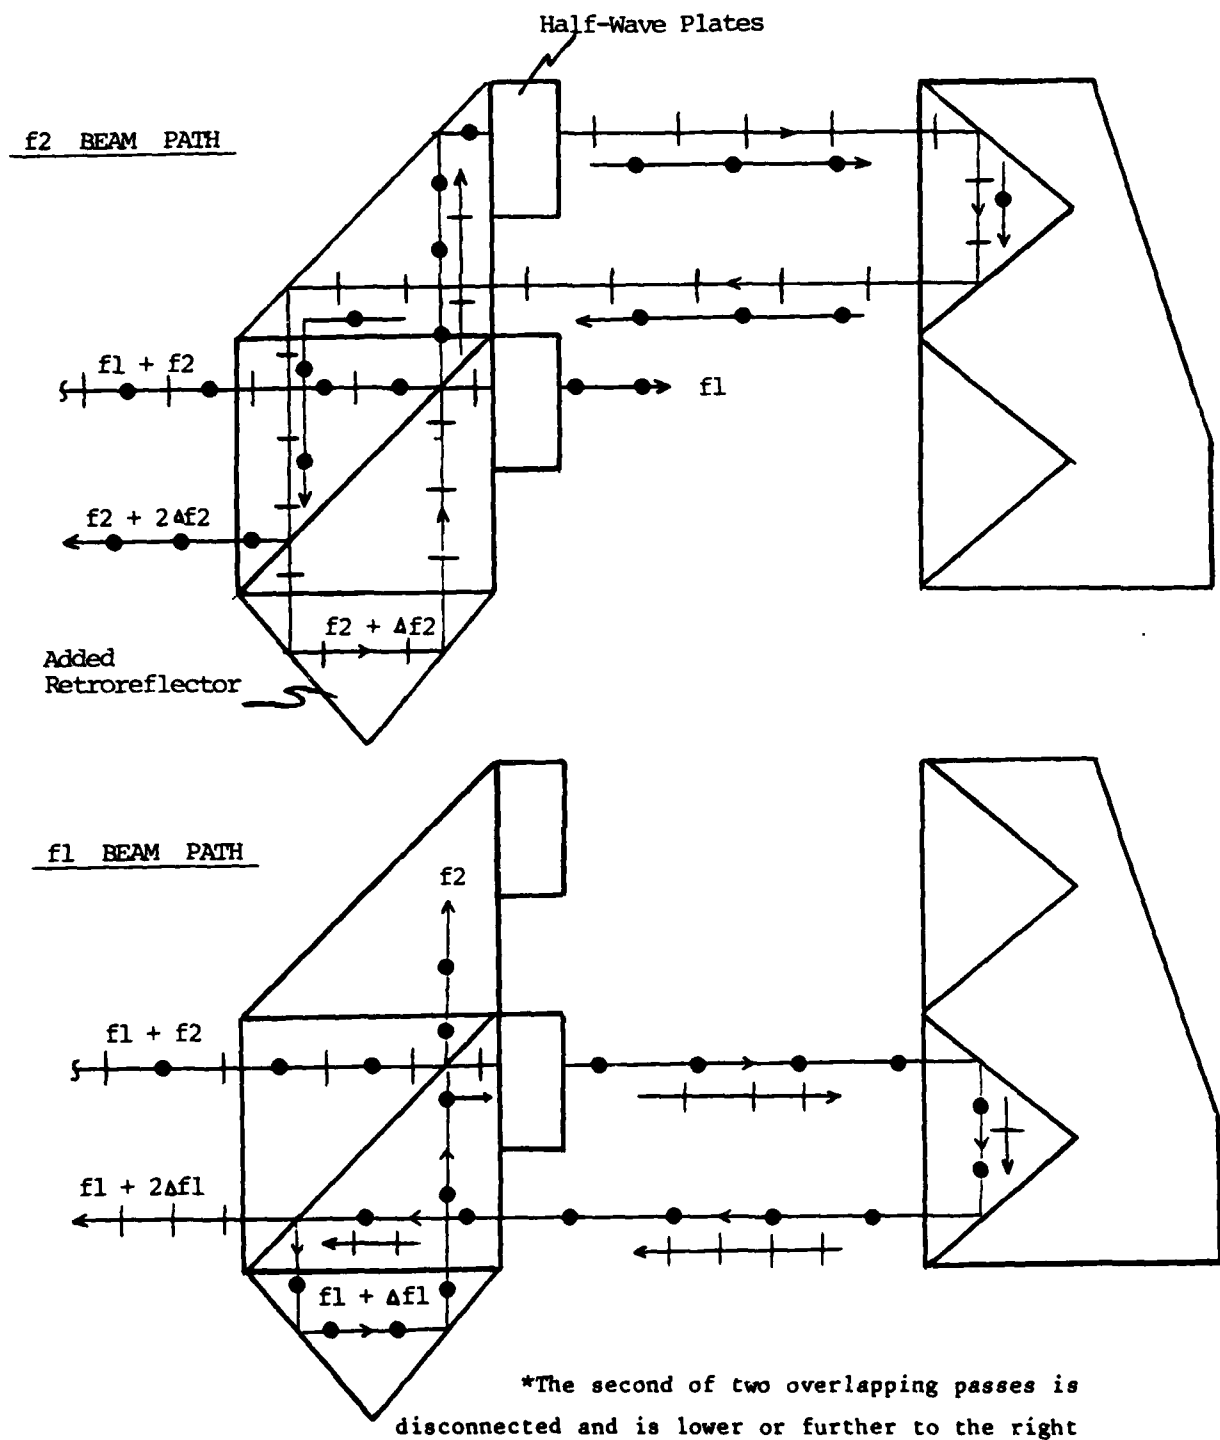 Half-Wave Plates
f2 BEAM PATH
f1 + f2
f1
f2 + 2Δf2
f2 + Δf2
Added
Retroreflector
f1 BEAM PATH
f2
f1 + f2
f1 + 2Δf1
f1 + Δf1
*The second of two overlapping passes is
disconnected and is lower or further to the right